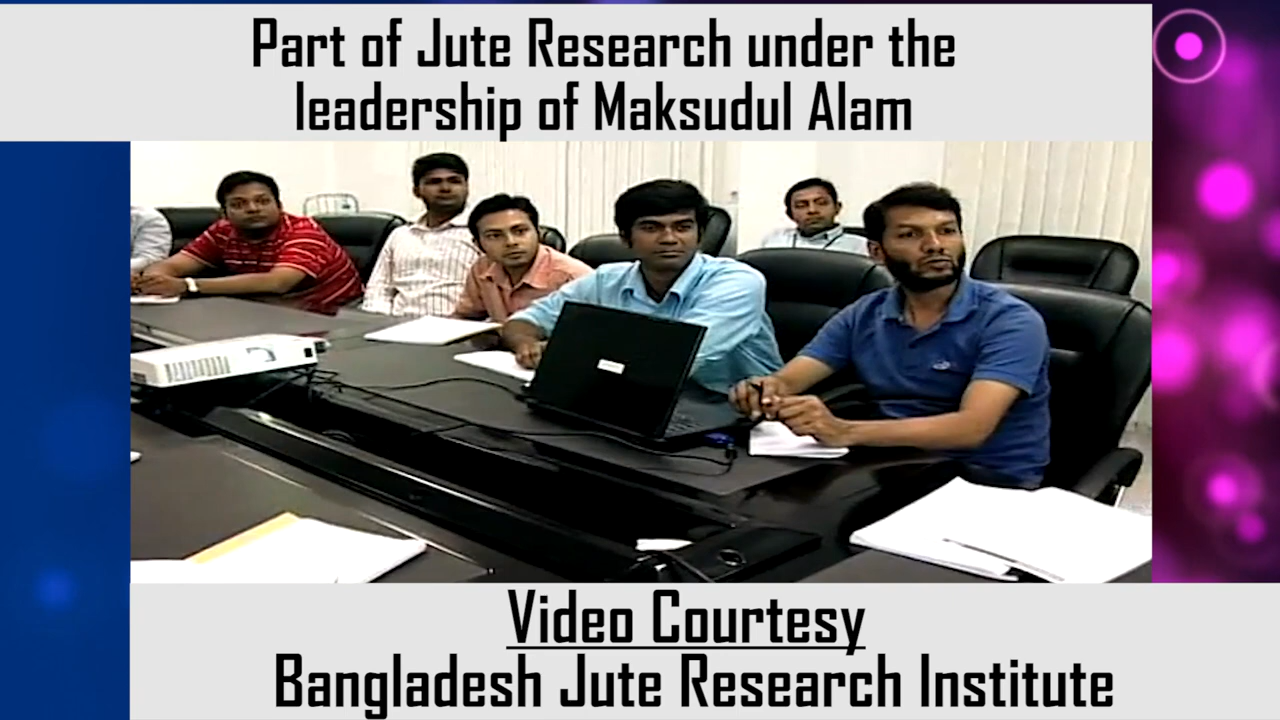 Part of Jute Research under the
leadership of Maksudul Alam
Video Courtesy
Bangladesh Jute Research Institute